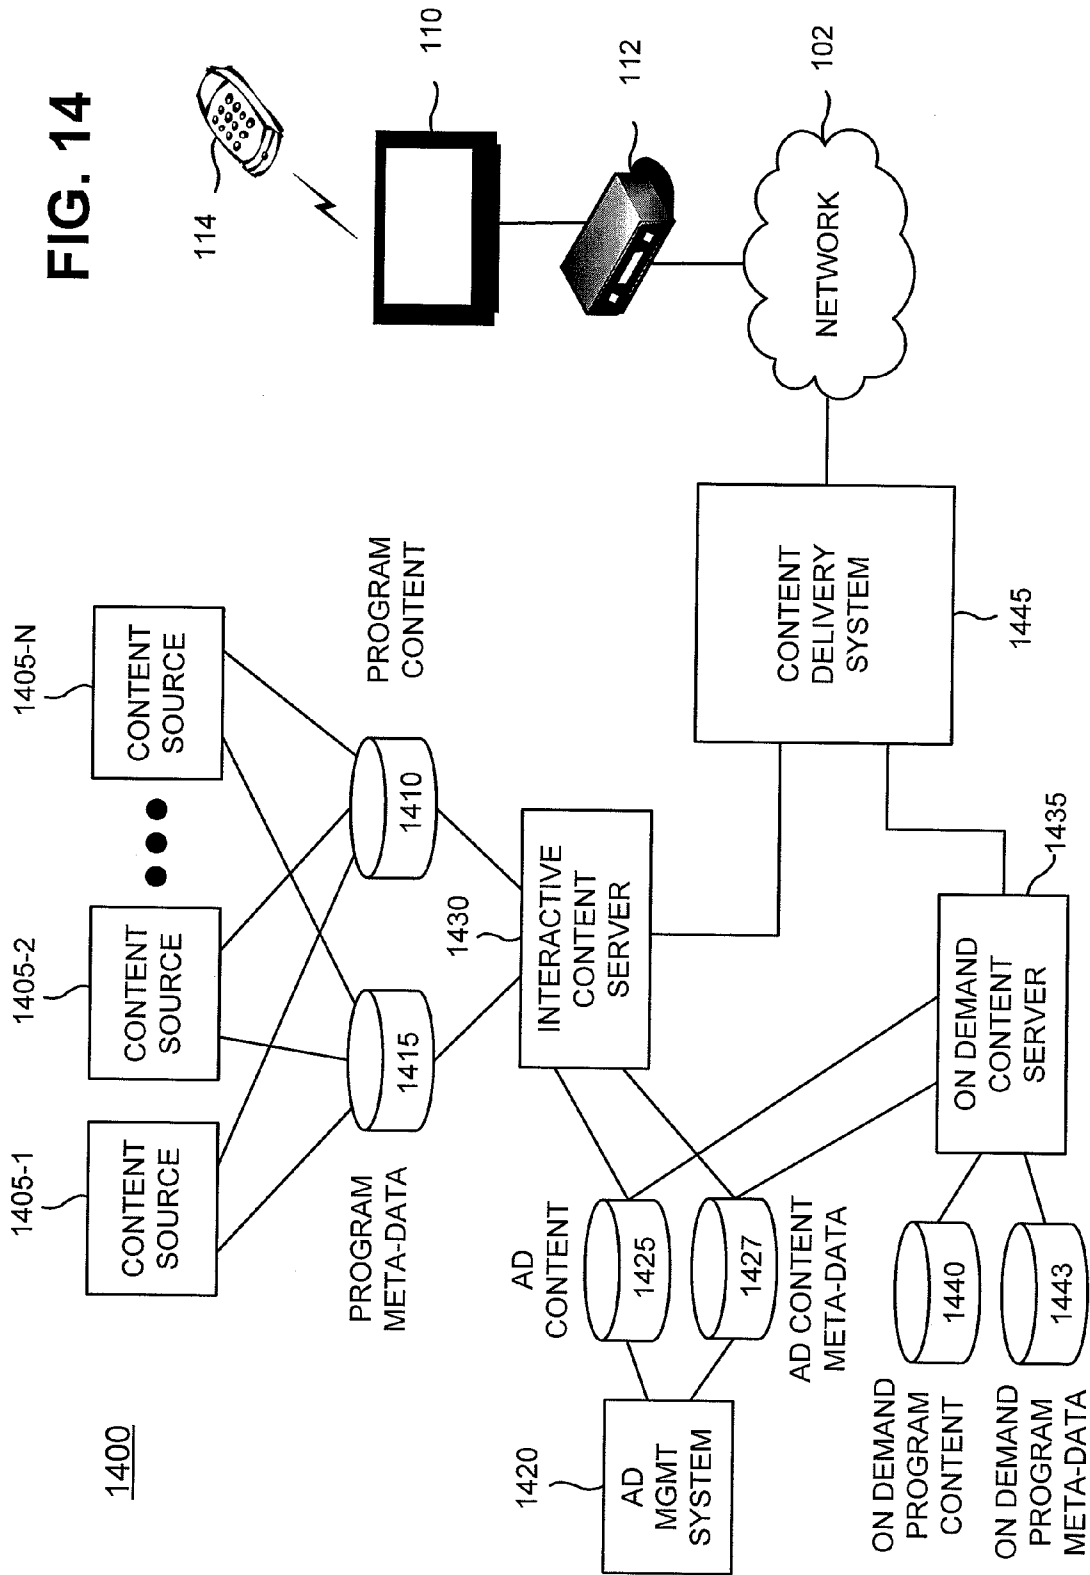 FIG. 14
1400
1405-1
CONTENT
SOURCE
1405-2
CONTENT
SOURCE
1405-N
CONTENT
SOURCE
114
110
112
102
NETWORK
PROGRAM
META-DATA
1415
1410
PROGRAM
CONTENT
1430
INTERACTIVE
CONTENT
SERVER
1420
AD
MGMT
SYSTEM
AD
CONTENT
1425
1427
AD CONTENT
META-DATA
CONTENT
DELIVERY
SYSTEM
1445
1435
ON DEMAND
CONTENT
SERVER
ON DEMAND
PROGRAM
CONTENT
1440
ON DEMAND
PROGRAM
META-DATA
1443